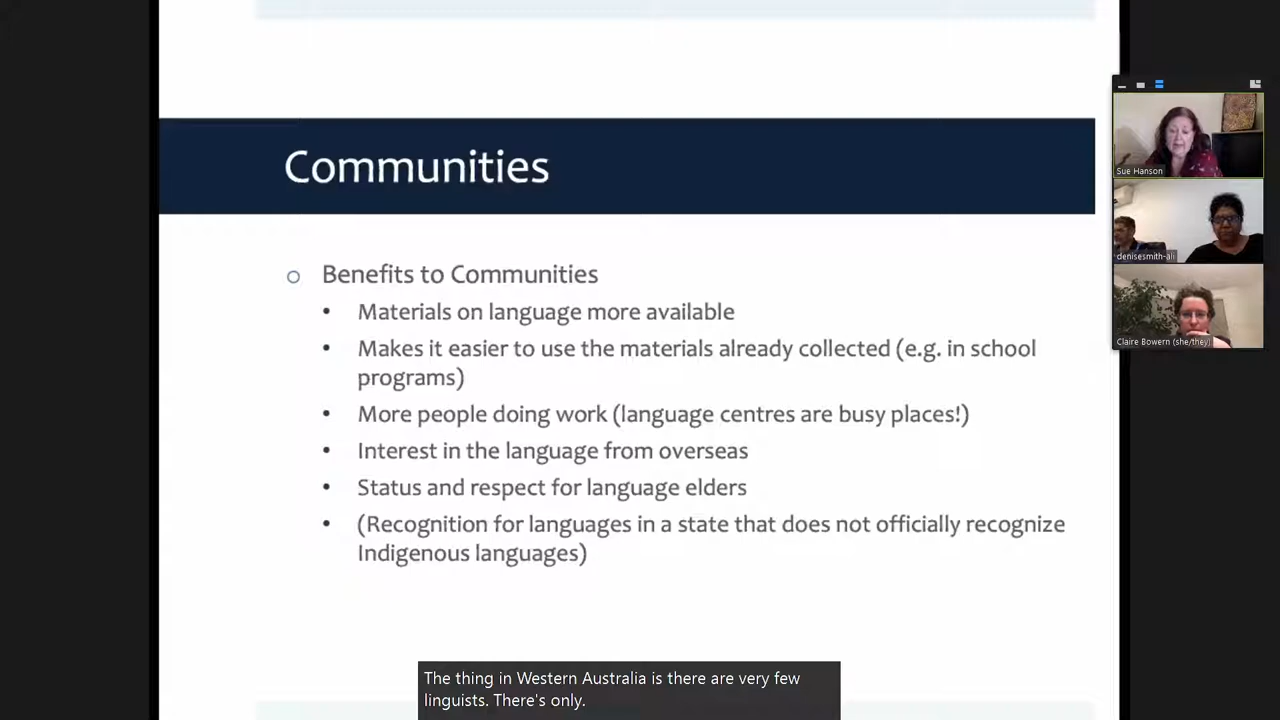 Communities
Benefits to Communities
• Materials on language more available
• Makes it easier to use the materials already collected (e.g. in school
programs)
• More people doing work (language centres are busy places!)
• Interest in the language from overseas
• Status and respect for language elders
• (Recognition for languages in a state that does not officially recognize
Indigenous languages)
Sue Hanson
denisesmith-ali
Claire Bowern (she/they)
The thing in Western Australia is there are very few
linguists. There's only.